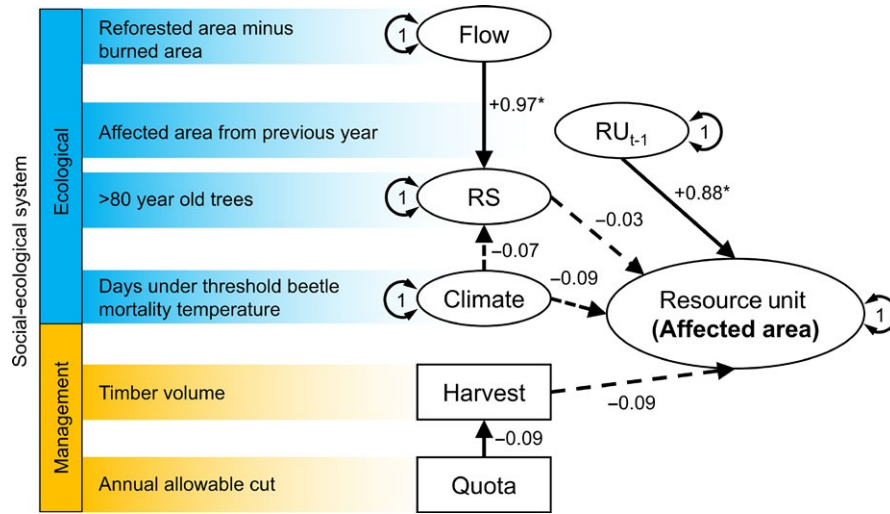 Social-ecological system
Ecological
Management
Reforested area minus
burned area
Affected area from previous year
>80 year old trees
Days under threshold beetle
mortality temperature
Timber volume
Annual allowable cut
1
Flow
+0.97*
RUt-1
1
+0.88*
1
RS
−0.03
−0.07
1
Climate
−0.09
Resource unit
(Affected area)
1
Harvest
−0.09
−0.09
Quota